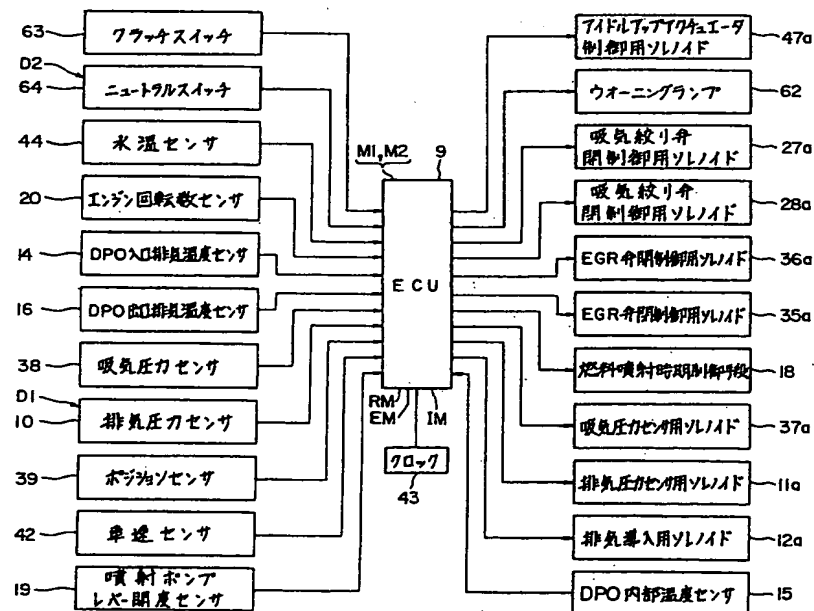 63
クラッチスイッチ
D2
64
ニュートラルスイッチ
44
水温センサ
20
エンジン回転数センサ
14
DPO入口排気温度センサ
16
DPO出口排気温度センサ
38
吸気圧力センサ
D1
10
排気圧力センサ
39
ポジションセンサ
42
車速センサ
19
噴射ポンプ
レバー開度センサ
M1,M2
9
ECU
RM
EM
IM
クロック
43
アイドルアップアクチュエータ
制御用ソレノイド
47a
ウォーニングランプ
62
吸気絞り弁
開制御用ソレノイド
27a
吸気絞り弁
閉制御用ソレノイド
28a
EGR弁開制御用ソレノイド
36a
EGR弁閉制御用ソレノイド
35a
燃料噴射時期制御手段
18
吸気圧力センサ用ソレノイド
37a
排気圧力センサ用ソレノイド
11a
排気導入用ソレノイド
12a
DPO内部温度センサ
15